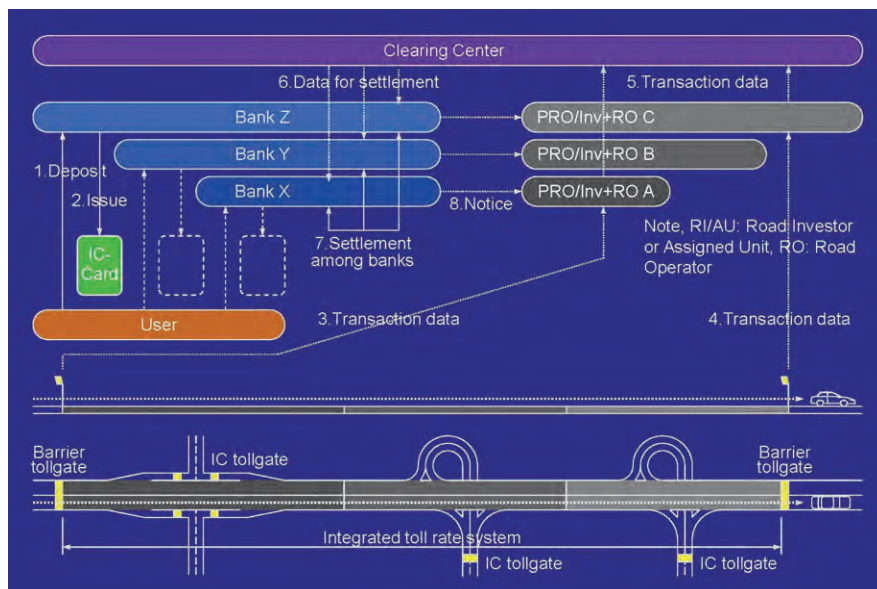 Clearing Center
6.Data for settlement
5.Transaction data
Bank Z
PRO/Inv+RO C
Bank Y
PRO/Inv+RO B
1.Deposit
Bank X
PRO/Inv+RO A
2.Issue
8.Notice
IC-
Card
7.Settlement
among banks
Note, RI/AU: Road Investor
or Assigned Unit, RO: Road
Operator
User
3.Transaction data
4.Transaction data
Barrier
tollgate
IC tollgate
Barrier
tollgate
Integrated toll rate system
IC tollgate
IC tollgate